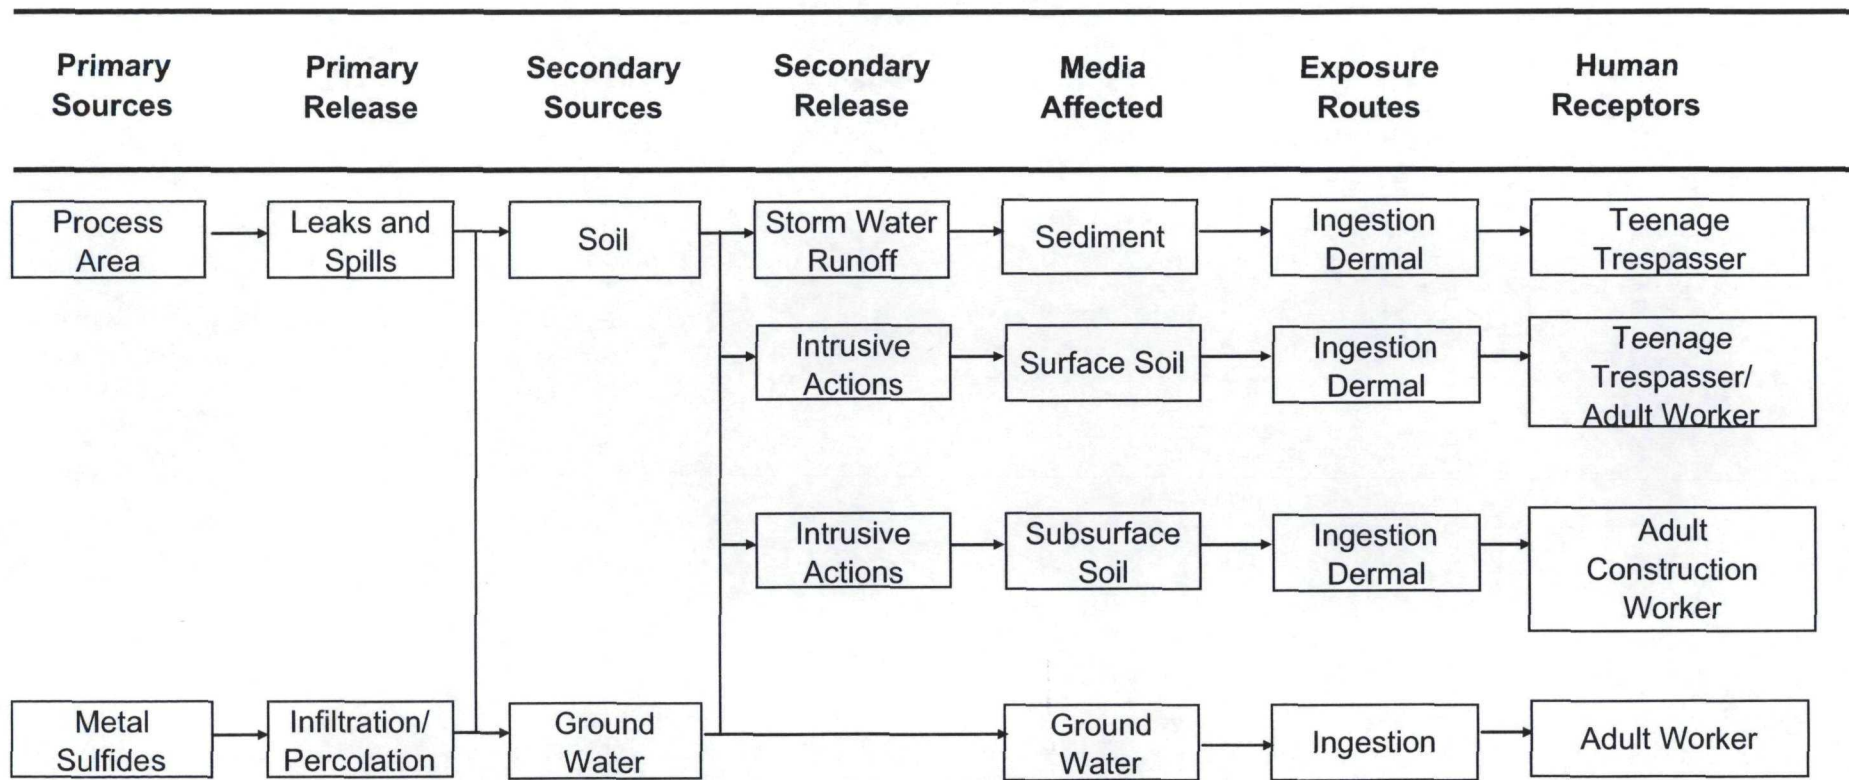 Primary
Sources
Primary
Release
Secondary
Sources
Secondary
Release
Media
Affected
Exposure
Routes
Human
Receptors
Process
Area
Leaks and
Spills
Soil
Storm Water
Runoff
Sediment
Ingestion
Dermal
Teenage
Trespasser
Intrusive
Actions
Surface Soil
Ingestion
Dermal
Teenage
Trespasser/
Adult Worker
Intrusive
Actions
Subsurface
Soil
Ingestion
Dermal
Adult
Construction
Worker
Metal
Sulfides
Infiltration/
Percolation
Ground
Water
Ground
Water
Ingestion
Adult Worker